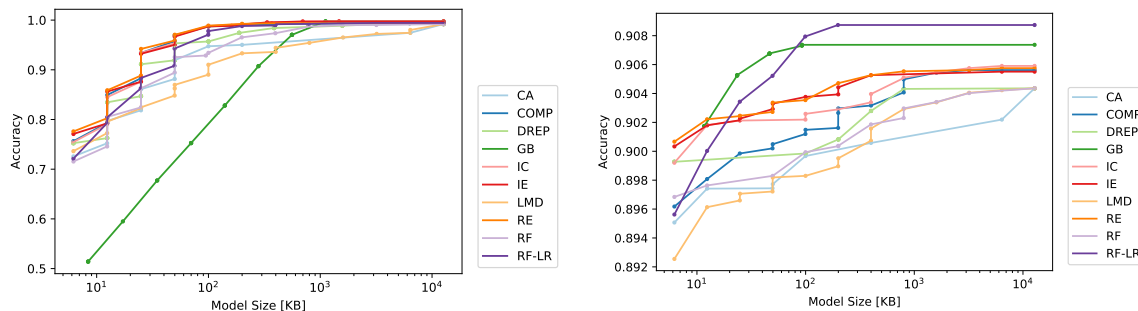 1.0
0.9
0.8
0.7
0.6
0.5
Accuracy
10^1
10^2
10^3
10^4
Model Size [KB]
CA
COMP
DREP
GB
IC
IE
LMD
RE
RF
RF-LR
0.908
0.906
0.904
0.902
0.900
0.898
0.896
0.894
0.892
Accuracy
10^1
10^2
10^3
10^4
Model Size [KB]
CA
COMP
DREP
GB
IC
IE
LMD
RE
RF
RF-LR